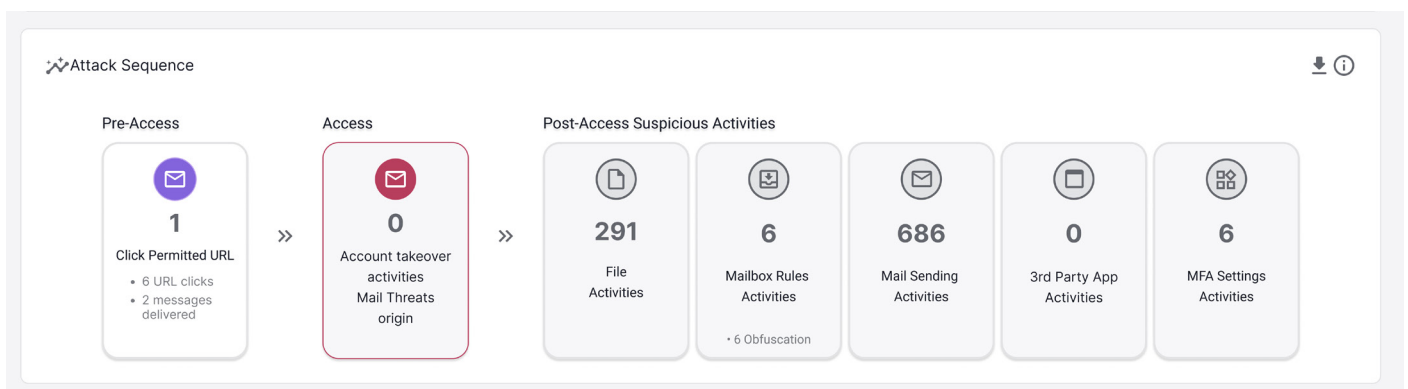 Attack Sequence
Pre-Access
Access
Post-Access Suspicious Activities
1
Click Permitted URL
• 6 URL clicks
• 2 messages
delivered
0
Account takeover
activities
Mail Threats
origin
291
File
Activities
6
Mailbox Rules
Activities
• 6 Obfuscation
686
Mail Sending
Activities
0
3rd Party App
Activities
6
MFA Settings
Activities